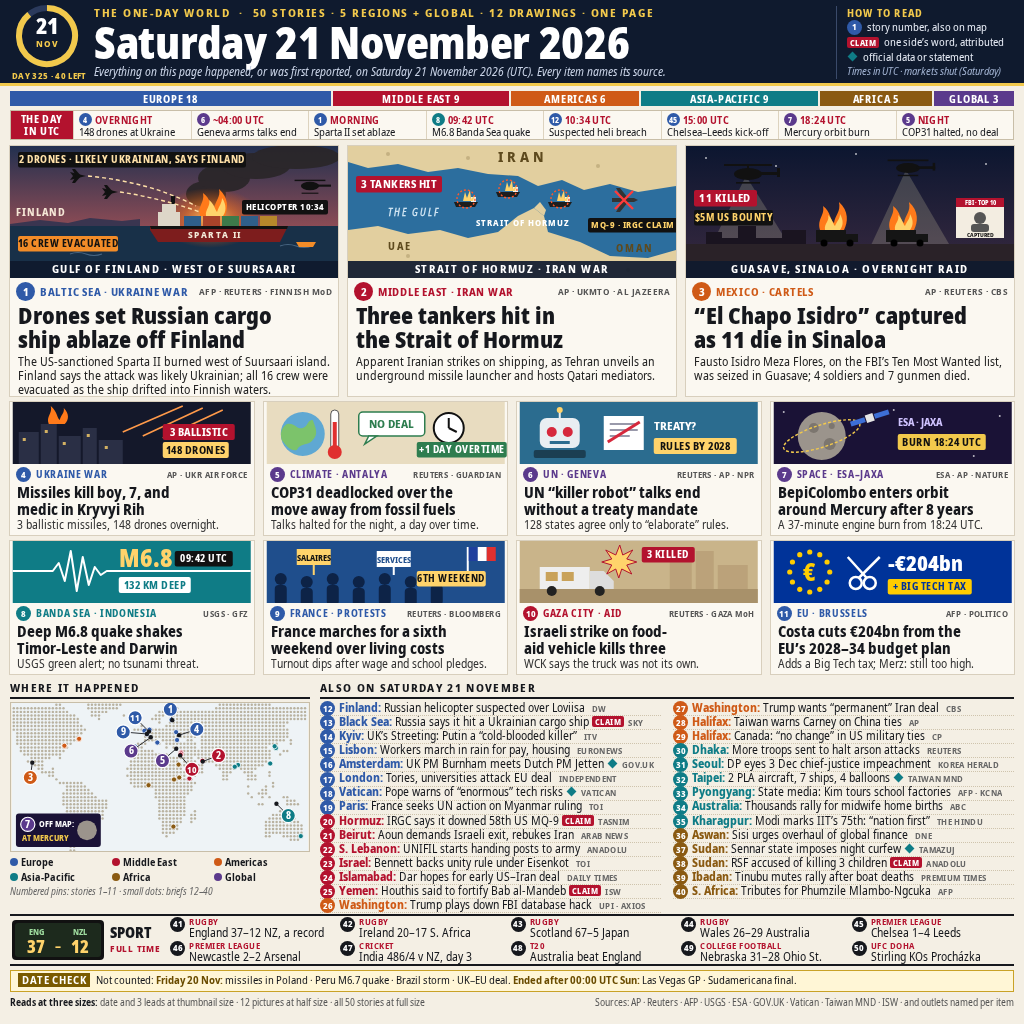 21
NOV
DAY 325 · 40 LEFT
THE ONE-DAY WORLD · 50 STORIES · 5 REGIONS + GLOBAL · 12 DRAWINGS · ONE PAGE
Saturday 21 November 2026
Everything on this page happened, or was first reported, on Saturday 21 November 2026 (UTC). Every item names its source.
HOW TO READ
1 story number, also on map
CLAIM one side's word, attributed
official data or statement
Times in UTC · markets shut (Saturday)
EUROPE 18
MIDDLE EAST 9
AMERICAS 6
ASIA-PACIFIC 9
AFRICA 5
GLOBAL 3
THE DAY
IN UTC
4 OVERNIGHT
148 drones at Ukraine
6 ~04:00 UTC
Geneva arms talks end
1 MORNING
Sparta II set ablaze
8 09:42 UTC
M6.8 Banda Sea quake
12 10:34 UTC
Suspected heli breach
45 15:00 UTC
Chelsea–Leeds kick-off
7 18:24 UTC
Mercury orbit burn
5 NIGHT
COP31 halted, no deal
2 DRONES · LIKELY UKRAINIAN, SAYS FINLAND
FINLAND
HELICOPTER 10:34
SPARTA II
16 CREW EVACUATED
GULF OF FINLAND · WEST OF SUURSAARI
1 BALTIC SEA · UKRAINE WAR AFP · REUTERS · FINNISH MoD
Drones set Russian cargo
ship ablaze off Finland
The US-sanctioned Sparta II burned west of Suursaari island.
Finland says the attack was likely Ukrainian; all 16 crew were
evacuated as the ship drifted into Finnish waters.
IRAN
3 TANKERS HIT
THE GULF
STRAIT OF HORMUZ
MQ-9 · IRGC CLAIM
UAE
OMAN
STRAIT OF HORMUZ · IRAN WAR
2 MIDDLE EAST · IRAN WAR AP · UKMTO · AL JAZEERA
Three tankers hit in
the Strait of Hormuz
Apparent Iranian strikes on shipping, as Tehran unveils an
underground missile launcher and hosts Qatari mediators.
11 KILLED
$5M US BOUNTY
FBI · TOP 10
CAPTURED
GUASAVE, SINALOA · OVERNIGHT RAID
3 MEXICO · CARTELS AP · REUTERS · CBS
“El Chapo Isidro” captured
as 11 die in Sinaloa
Fausto Isidro Meza Flores, on the FBI's Ten Most Wanted list,
was seized in Guasave; 4 soldiers and 7 gunmen died.
3 BALLISTIC
148 DRONES
4 UKRAINE WAR AP · UKR AIR FORCE
Missiles kill boy, 7, and
medic in Kryvyi Rih
3 ballistic missiles, 148 drones overnight.
NO DEAL
+1 DAY OVERTIME
5 CLIMATE · ANTALYA REUTERS · GUARDIAN
COP31 deadlocked over the
move away from fossil fuels
Talks halted for the night, a day over time.
TREATY?
RULES BY 2028
6 UN · GENEVA REUTERS · AP · NPR
UN “killer robot” talks end
without a treaty mandate
128 states agree only to “elaborate” rules.
ESA · JAXA
BURN 18:24 UTC
7 SPACE · ESA–JAXA ESA · AP · NATURE
BepiColombo enters orbit
around Mercury after 8 years
A 37-minute engine burn from 18:24 UTC.
M6.8 09:42 UTC
132 KM DEEP
8 BANDA SEA · INDONESIA USGS · GFZ
Deep M6.8 quake shakes
Timor-Leste and Darwin
USGS green alert; no tsunami threat.
SALAIRES
SERVICES
6TH WEEKEND
9 FRANCE · PROTESTS REUTERS · BLOOMBERG
France marches for a sixth
weekend over living costs
Turnout dips after wage and school pledges.
3 KILLED
10 GAZA CITY · AID REUTERS · GAZA MoH
Israeli strike on food-
aid vehicle kills three
WCK says the truck was not its own.
€
-€204bn
+ BIG TECH TAX
11 EU · BRUSSELS AFP · POLITICO
Costa cuts €204bn from the
EU's 2028–34 budget plan
Adds a Big Tech tax; Merz: still too high.
WHERE IT HAPPENED
1
11
9
4
6
5
2
10
3
8
7 OFF MAP:
AT MERCURY
Europe
Middle East
Americas
Asia-Pacific
Africa
Global
Numbered pins: stories 1–11 · small dots: briefs 12–40
ALSO ON SATURDAY 21 NOVEMBER
12 Finland: Russian helicopter suspected over Loviisa DW
13 Black Sea: Russia says it hit a Ukrainian cargo ship CLAIM SKY
14 Kyiv: UK's Streeting: Putin a “cold-blooded killer” ITV
15 Lisbon: Workers march in rain for pay, housing EURONEWS
16 Amsterdam: UK PM Burnham meets Dutch PM Jetten GOV.UK
17 London: Tories, universities attack EU deal INDEPENDENT
18 Vatican: Pope warns of “enormous” tech risks VATICAN
19 Paris: France seeks UN action on Myanmar ruling TOI
20 Hormuz: IRGC says it downed 58th US MQ-9 CLAIM TASNIM
21 Beirut: Aoun demands Israeli exit, rebukes Iran ARAB NEWS
22 S. Lebanon: UNIFIL starts handing posts to army ANADOLU
23 Israel: Bennett backs unity rule under Eisenkot TOI
24 Islamabad: Dar hopes for early US–Iran deal DAILY TIMES
25 Yemen: Houthis said to fortify Bab al-Mandeb CLAIM ISW
26 Washington: Trump plays down FBI database hack UPI · AXIOS
27 Washington: Trump wants “permanent” Iran deal CBS
28 Halifax: Taiwan warns Carney on China ties AP
29 Halifax: Canada: “no change” in US military ties CP
30 Dhaka: More troops sent to halt arson attacks REUTERS
31 Seoul: DP eyes 3 Dec chief-justice impeachment KOREA HERALD
32 Taipei: 2 PLA aircraft, 7 ships, 4 balloons TAIWAN MND
33 Pyongyang: State media: Kim tours school factories AFP · KCNA
34 Australia: Thousands rally for midwife home births ABC
35 Kharagpur: Modi marks IIT's 75th: “nation first” THE HINDU
36 Aswan: Sisi urges overhaul of global finance DNE
37 Sudan: Sennar state imposes night curfew TAMAZUJ
38 Sudan: RSF accused of killing 3 children CLAIM ANADOLU
39 Ibadan: Tinubu mutes rally after boat deaths PREMIUM TIMES
40 S. Africa: Tributes for Phumzile Mlambo-Ngcuka AFP
ENG NZL
37 – 12
SPORT
FULL TIME
41 RUGBY
England 37–12 NZ, a record
42 RUGBY
Ireland 20–17 S. Africa
43 RUGBY
Scotland 67–5 Japan
44 RUGBY
Wales 26–29 Australia
45 PREMIER LEAGUE
Chelsea 1–4 Leeds
46 PREMIER LEAGUE
Newcastle 2–2 Arsenal
47 CRICKET
India 486/4 v NZ, day 3
48 T20
Australia beat England
49 COLLEGE FOOTBALL
Nebraska 31–28 Ohio St.
50 UFC DOHA
Stirling KOs Procházka
DATE CHECK Not counted: Friday 20 Nov: missiles in Poland · Peru M6.7 quake · Brazil storm · UK–EU deal. Ended after 00:00 UTC Sun: Las Vegas GP · Sudamericana final.
Reads at three sizes: date and 3 leads at thumbnail size · 12 pictures at half size · all 50 stories at full size
Sources: AP · Reuters · AFP · USGS · ESA · GOV.UK · Vatican · Taiwan MND · ISW · and outlets named per item